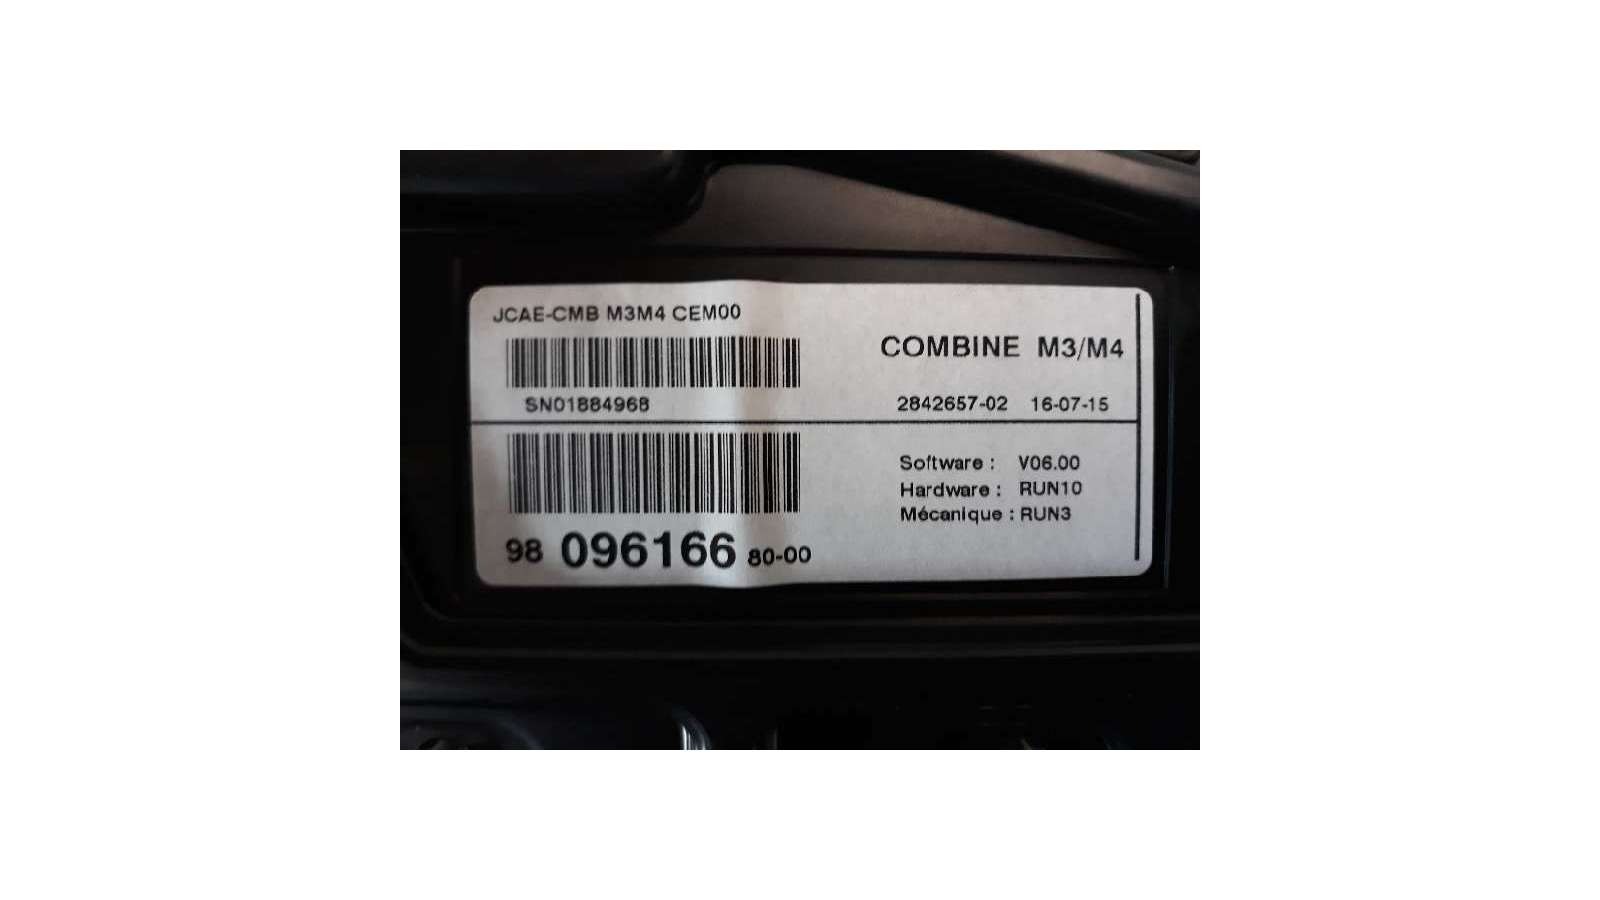 JCAE-CMB M3M4 CEM00
COMBINE M3/M4
SN01884968
2842657-02 16-07-15
Software : V06.00
Hardware : RUN10
Mécanique : RUN3
98 096166 80-00